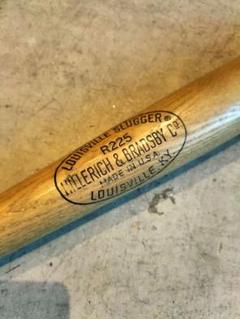 LOUISVILLE SLUGGER®
R225
HILLERICH & BRADSBY Cº
MADE IN U.S.A.
LOUISVILLE, KY.